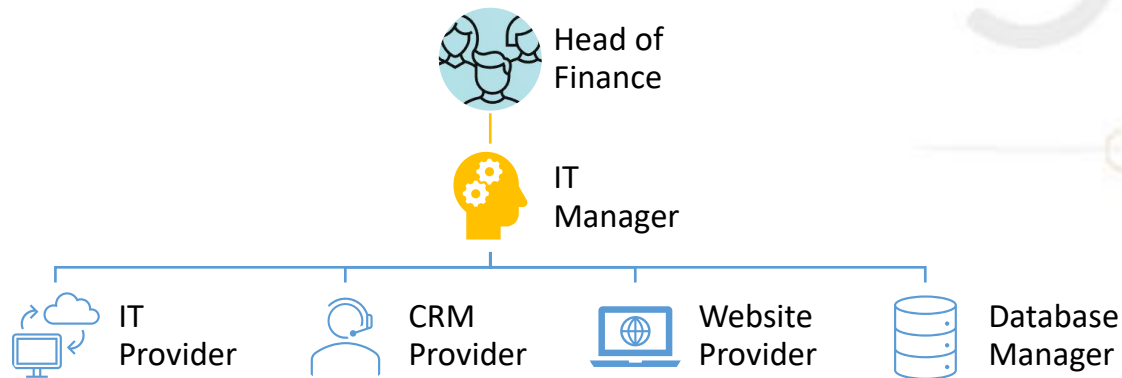 Head of
Finance
IT
Manager
IT
Provider
CRM
Provider
Website
Provider
Database
Manager